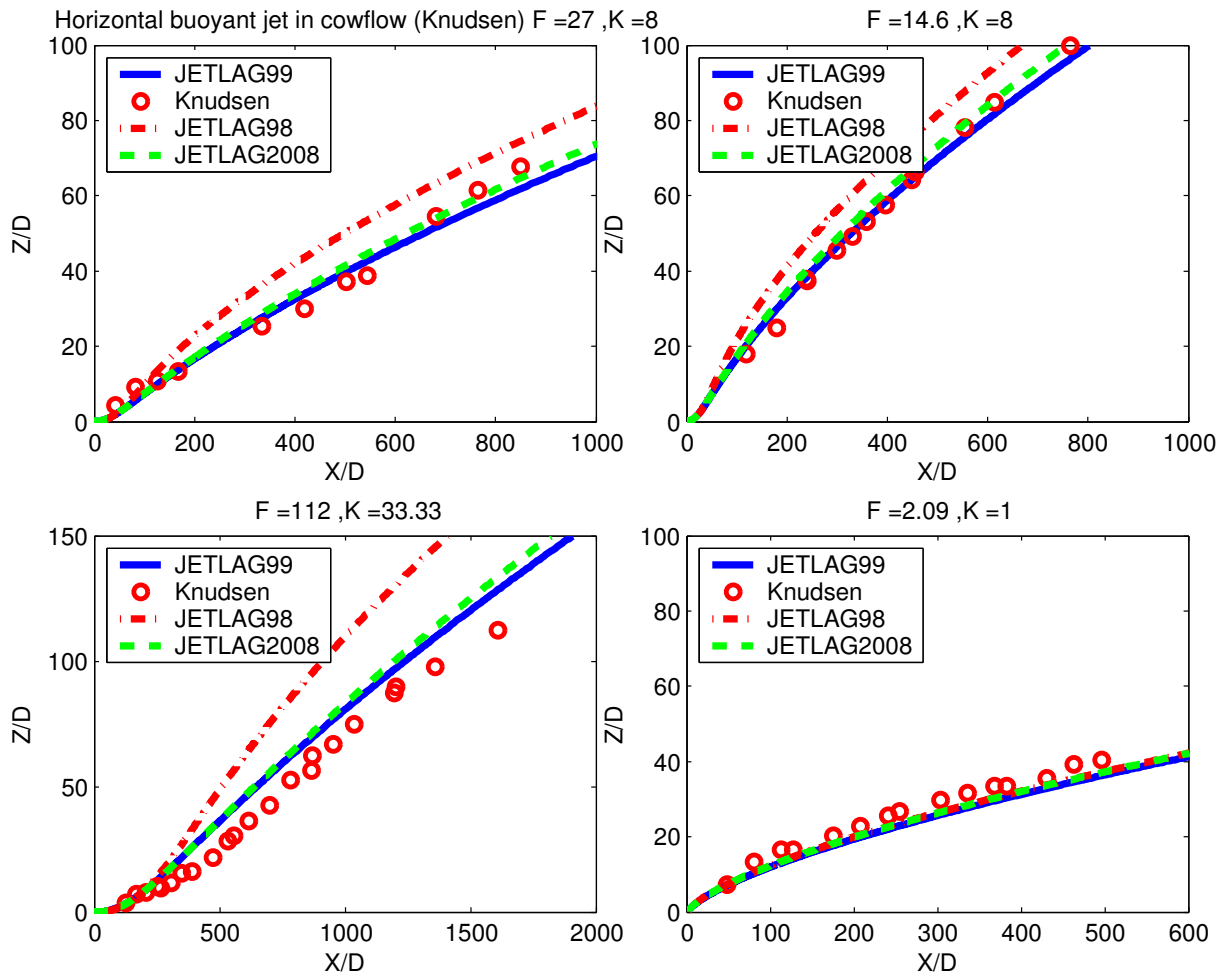 Horizontal buoyant jet in cowflow (Knudsen) F =27 ,K =8
100
80
60
40
20
0
Z/D
JETLAG99
Knudsen
JETLAG98
JETLAG2008
0 200 400 600 800 1000
X/D
F =14.6 ,K =8
100
80
60
40
20
0
Z/D
JETLAG99
Knudsen
JETLAG98
JETLAG2008
0 200 400 600 800 1000
X/D
F =112 ,K =33.33
150
100
50
0
Z/D
JETLAG99
Knudsen
JETLAG98
JETLAG2008
0 500 1000 1500 2000
X/D
F =2.09 ,K =1
100
80
60
40
20
0
Z/D
JETLAG99
Knudsen
JETLAG98
JETLAG2008
0 100 200 300 400 500 600
X/D